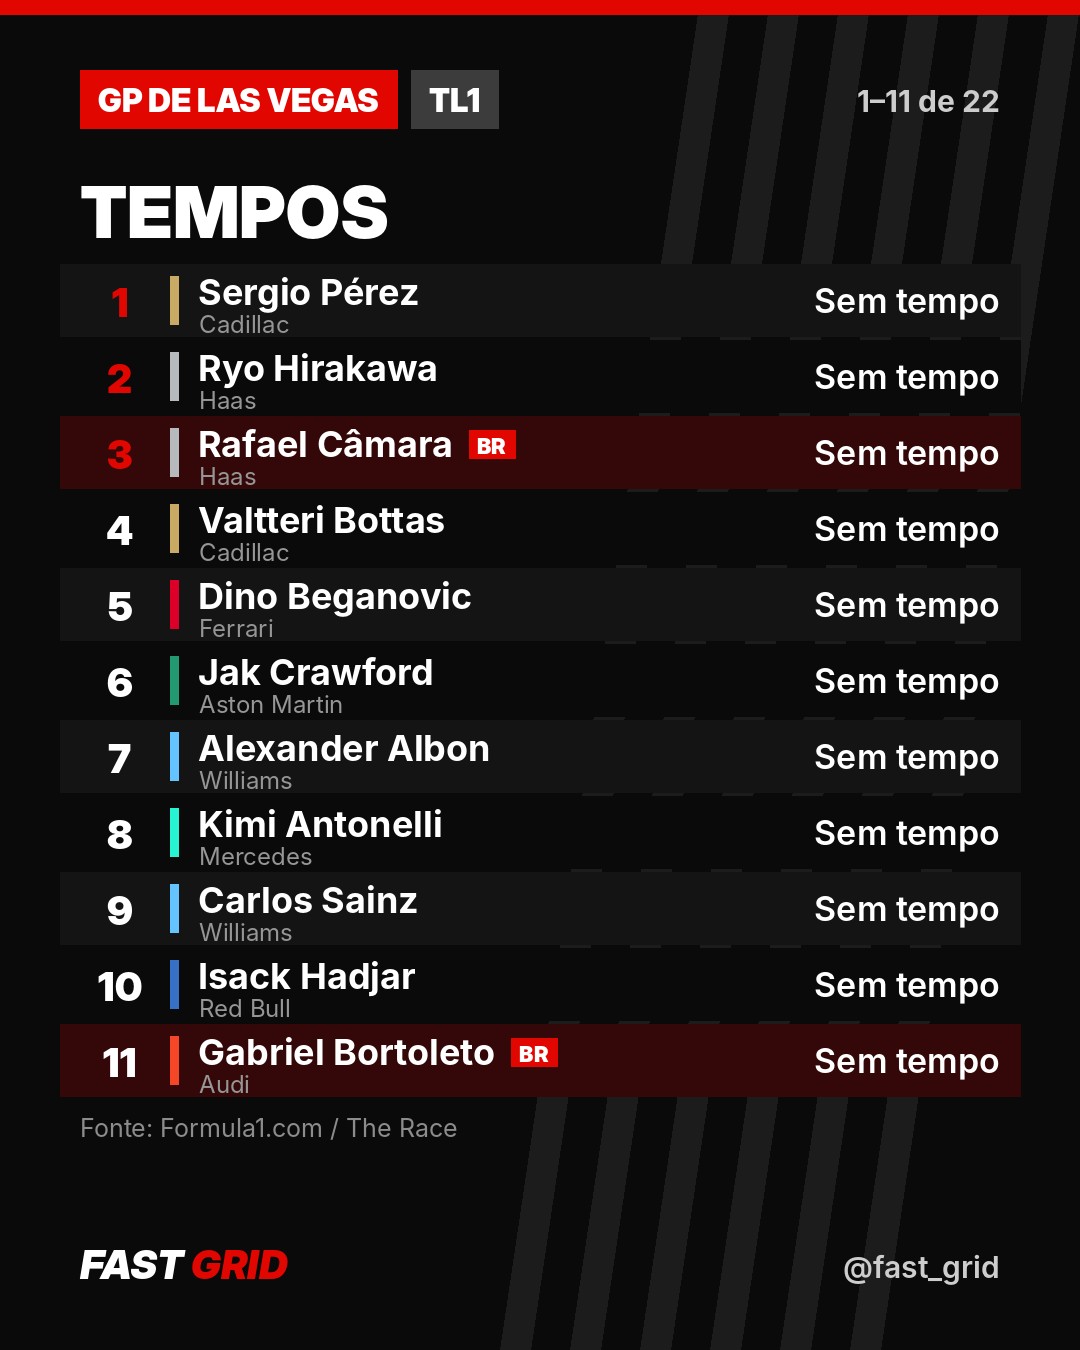 GP DE LAS VEGAS TL1 1–11 de 22
TEMPOS
1 Sergio Pérez Sem tempo
Cadillac
2 Ryo Hirakawa Sem tempo
Haas
3 Rafael Câmara BR Sem tempo
Haas
4 Valtteri Bottas Sem tempo
Cadillac
5 Dino Beganovic Sem tempo
Ferrari
6 Jak Crawford Sem tempo
Aston Martin
7 Alexander Albon Sem tempo
Williams
8 Kimi Antonelli Sem tempo
Mercedes
9 Carlos Sainz Sem tempo
Williams
10 Isack Hadjar Sem tempo
Red Bull
11 Gabriel Bortoleto BR Sem tempo
Audi
Fonte: Formula1.com / The Race
FAST GRID @fast_grid